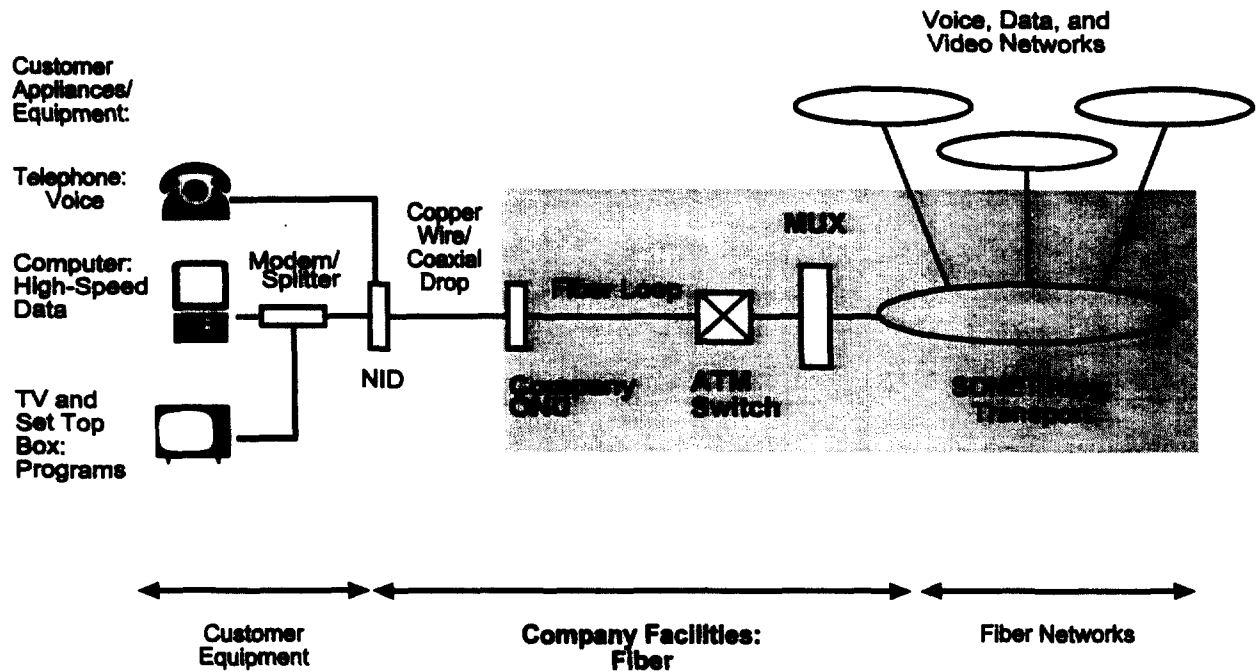 Voice, Data, and
Video Networks
Customer
Appliances/
Equipment:
Telephone:
Voice
Copper
Wire/
Coaxial
Drop
MUX
Computer:
High-Speed
Data
Modem/
Splitter
Fiber Loop
NID
Company
ATM
Switch
TV and
Set Top
Box:
Programs
Transport
Customer
Equipment
Company Facilities:
Fiber
Fiber Networks